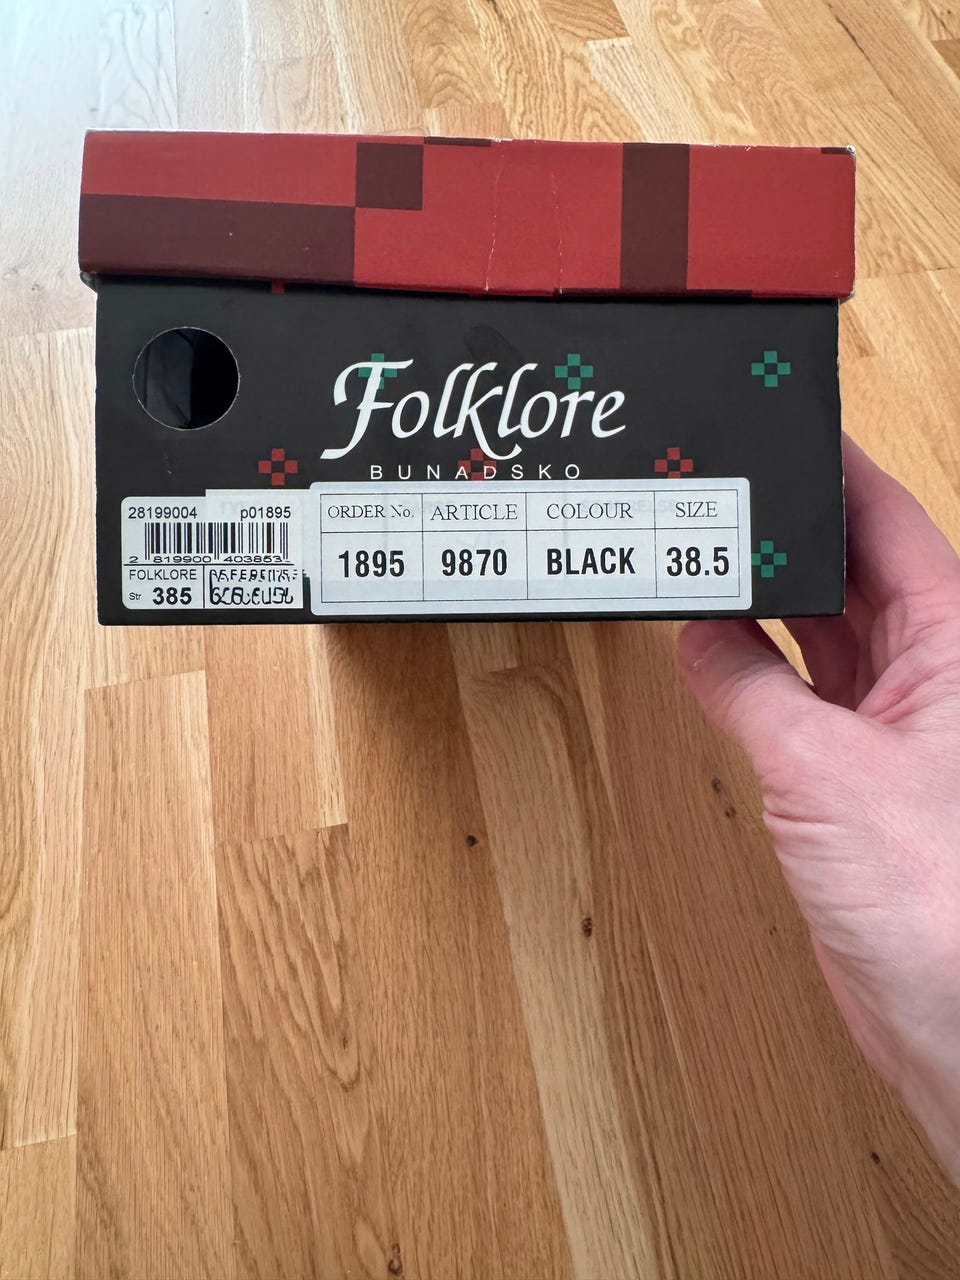 Folklore
BUNADSKO
28199004 p01895
2 819900 403853
FOLKLORE
Str 385
ORDER No. ARTICLE COLOUR SIZE
1895 9870 BLACK 38.5